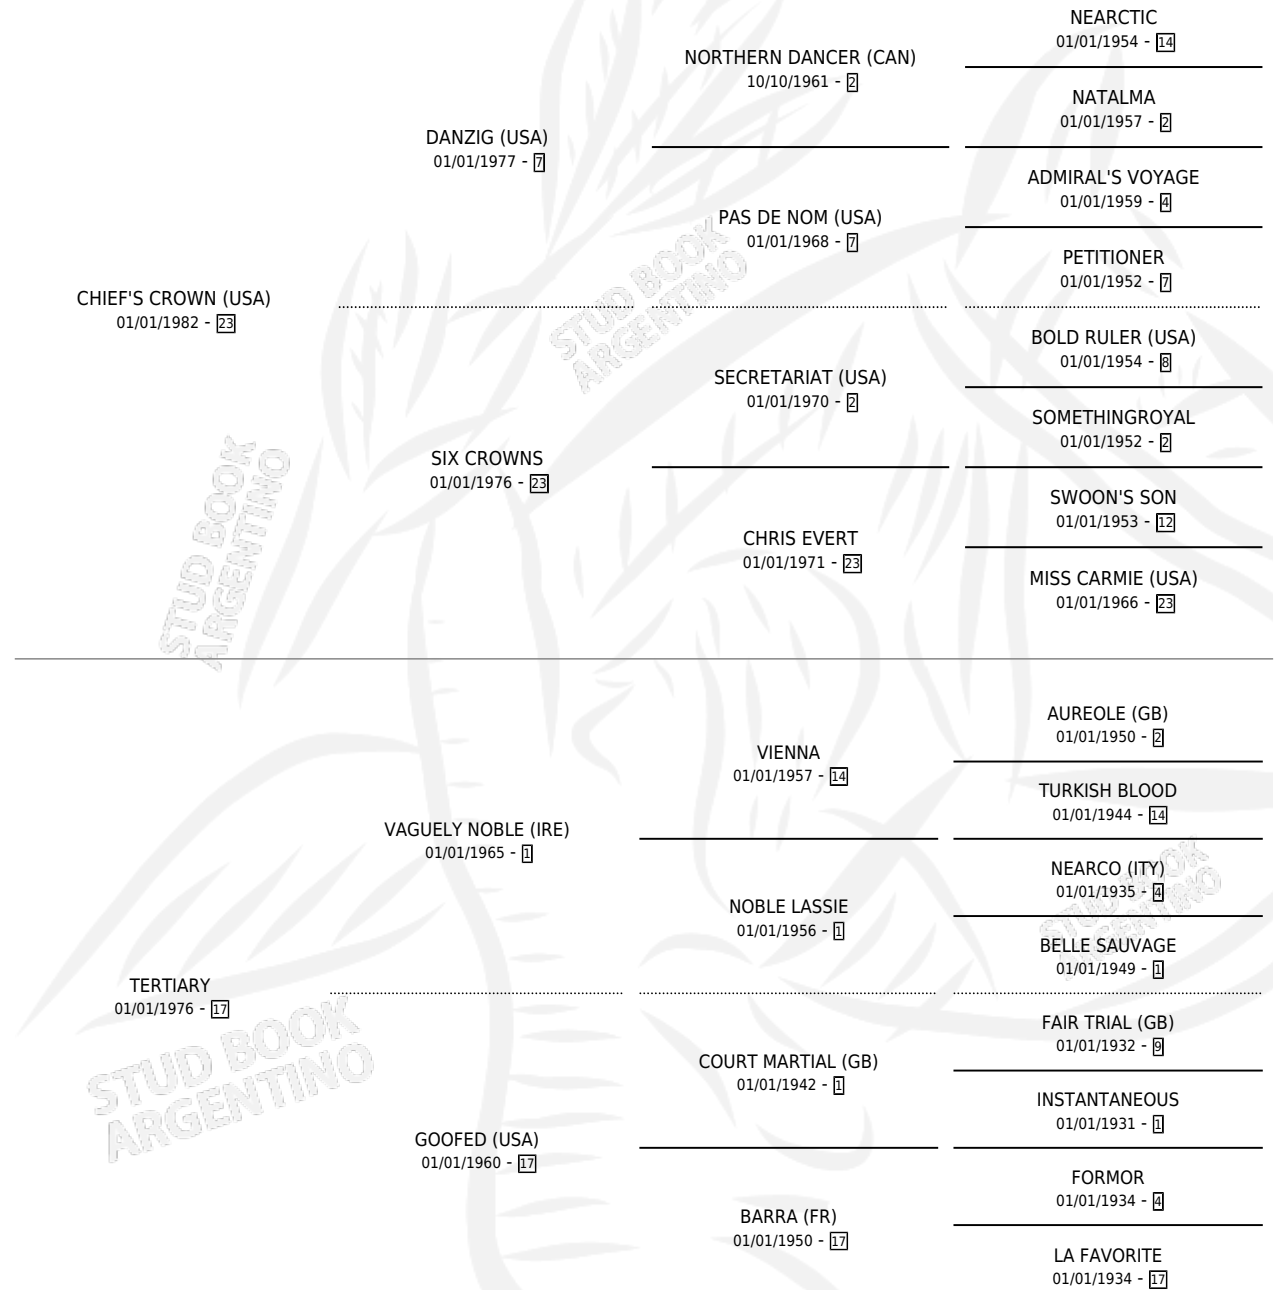 NEARCTIC
01/01/1954 - 14
NORTHERN DANCER (CAN)
10/10/1961 - 2
NATALMA
01/01/1957 - 2
DANZIG (USA)
01/01/1977 - 7
ADMIRAL'S VOYAGE
01/01/1959 - 4
PAS DE NOM (USA)
01/01/1968 - 7
PETITIONER
01/01/1952 - 7
CHIEF'S CROWN (USA)
01/01/1982 - 23
BOLD RULER (USA)
01/01/1954 - 8
SECRETARIAT (USA)
01/01/1970 - 2
SOMETHINGROYAL
01/01/1952 - 2
SIX CROWNS
01/01/1976 - 23
SWOON'S SON
01/01/1953 - 12
CHRIS EVERT
01/01/1971 - 23
MISS CARMIE (USA)
01/01/1966 - 23
AUREOLE (GB)
01/01/1950 - 2
VIENNA
01/01/1957 - 14
TURKISH BLOOD
01/01/1944 - 14
VAGUELY NOBLE (IRE)
01/01/1965 - 1
NEARCO (ITY)
01/01/1935 - 4
NOBLE LASSIE
01/01/1956 - 1
BELLE SAUVAGE
01/01/1949 - 1
TERTIARY
01/01/1976 - 17
FAIR TRIAL (GB)
01/01/1932 - 9
COURT MARTIAL (GB)
01/01/1942 - 1
INSTANTANEOUS
01/01/1931 - 1
GOOFED (USA)
01/01/1960 - 17
FORMOR
01/01/1934 - 4
BARRA (FR)
01/01/1950 - 17
LA FAVORITE
01/01/1934 - 17
STUD BOOK
ARGENTINO
STUD BOOK
ARGENTINO
STUD BOOK
ARGENTINO
STUD BOOK
ARGENTINO